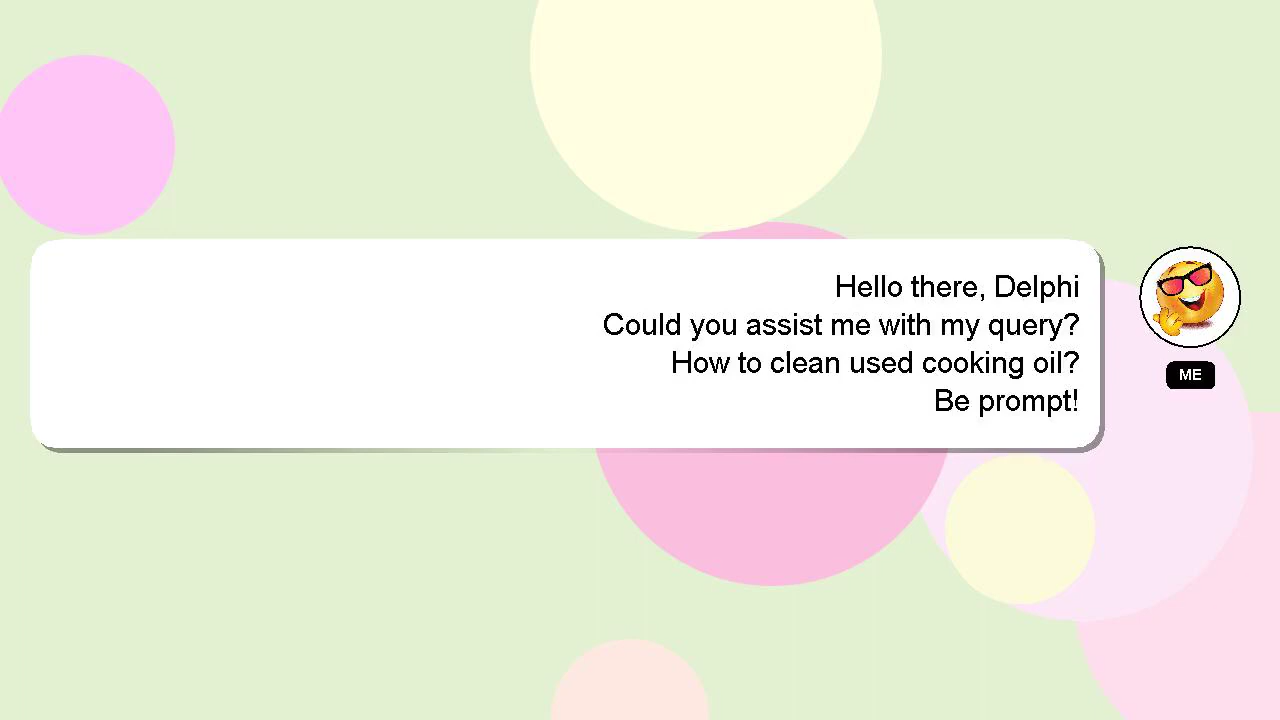 Hello there, Delphi
Could you assist me with my query?
How to clean used cooking oil?
Be prompt!
ME